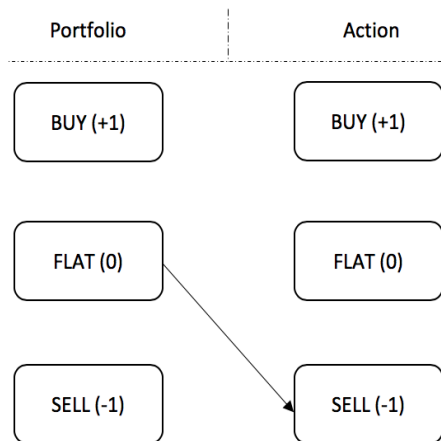 Portfolio Action
BUY (+1) BUY (+1)
FLAT (0) FLAT (0)
SELL (-1) SELL (-1)